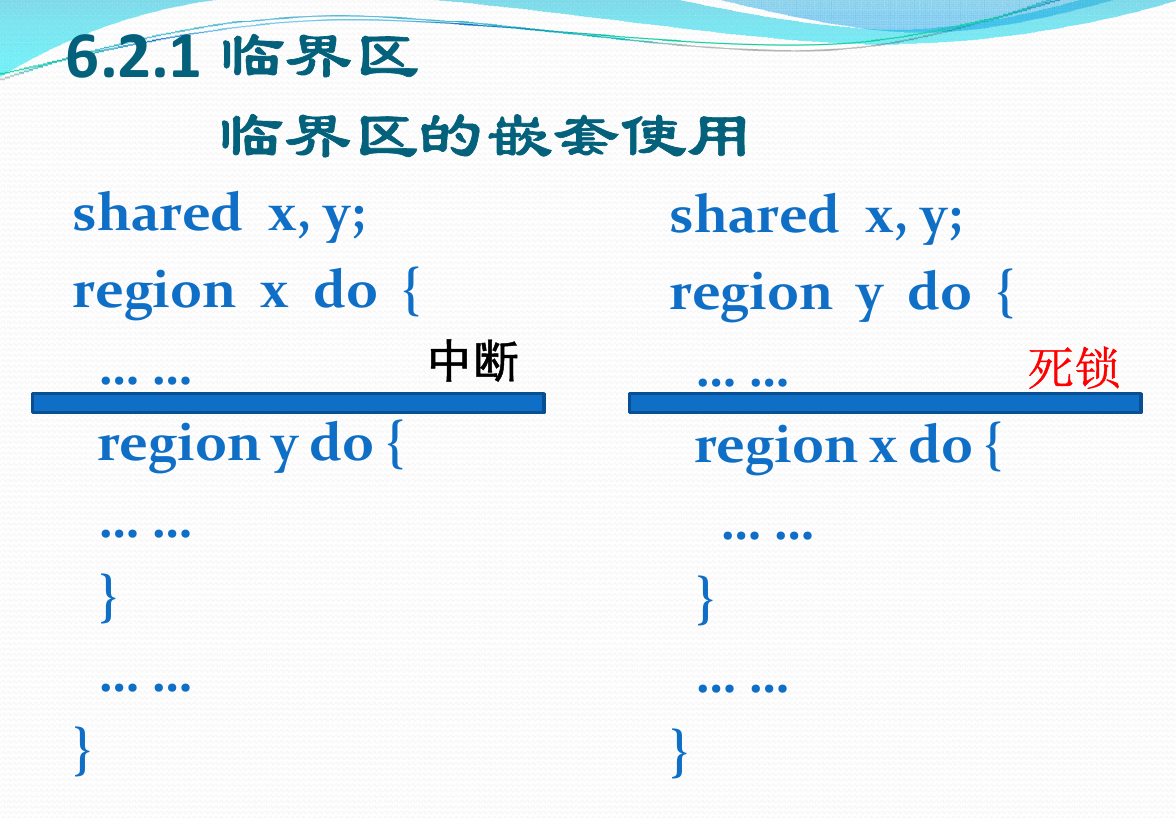 6.2.1 临界区
临界区的嵌套使用
shared x, y;
region x do {
... ...
中断
region y do {
... ...
}
... ...
}
shared x, y;
region y do {
... ...
死锁
region x do {
... ...
}
... ...
}